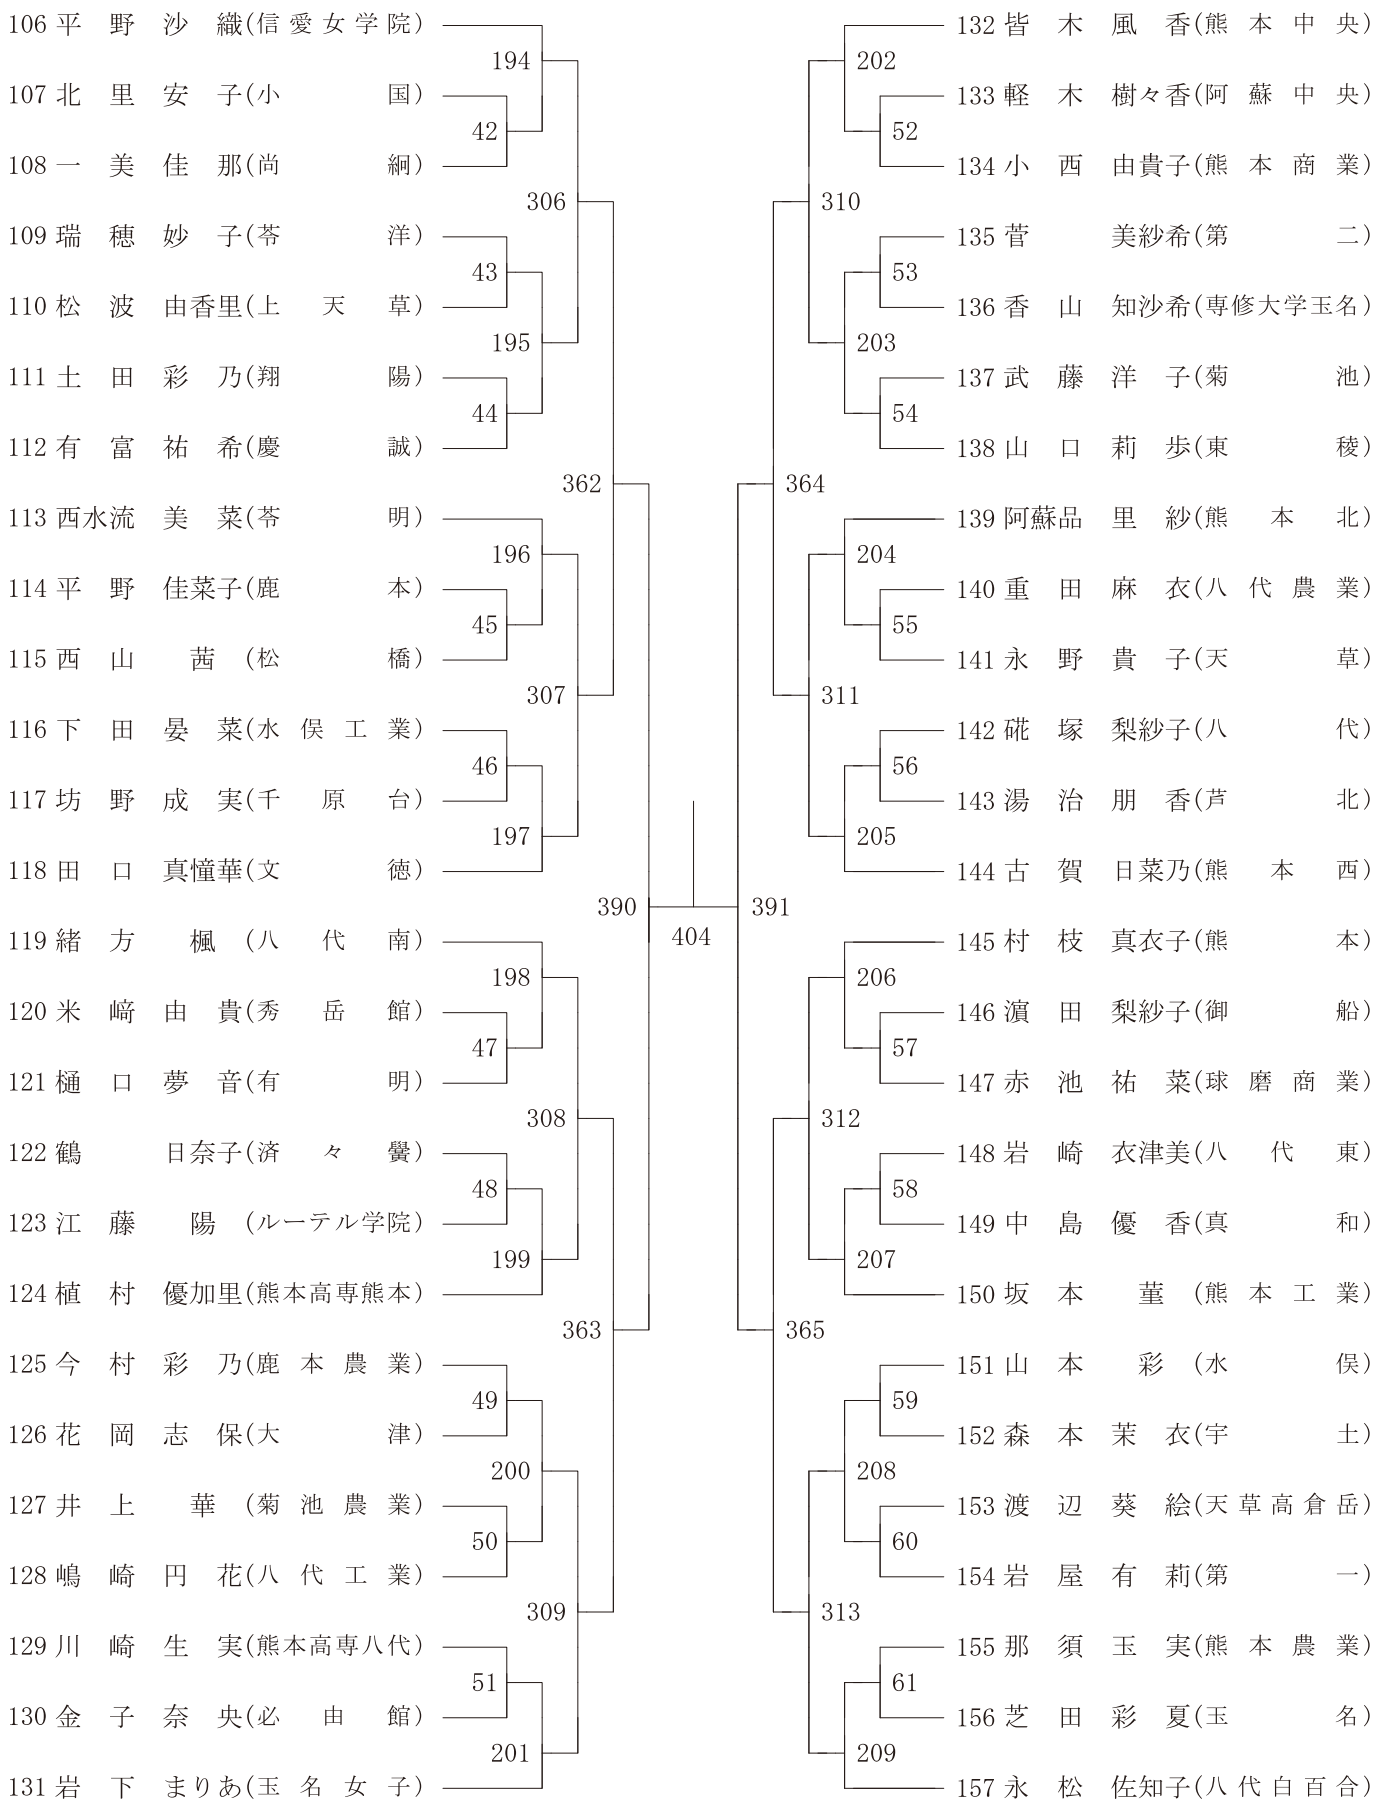 106 平野沙織(信愛女学院)
194
107 北里安子(小国)
42
108 一美佳那(尚絅)
306
109 瑞穂妙子(苓洋)
43
110 松波由香里(上天草)
195
111 土田彩乃(翔陽)
44
112 有富祐希(慶誠)
362
113 西水流美菜(苓明)
196
114 平野佳菜子(鹿本)
45
115 西山茜(松橋)
307
116 下田晏菜(水俣工業)
46
117 坊野成実(千原台)
197
118 田口真憧華(文徳)
390
119 緒方楓(八代南)
198
120 米﨑由貴(秀岳館)
47
121 樋口夢音(有明)
308
122 鶴日奈子(済々黌)
48
123 江藤陽(ルーテル学院)
199
124 植村優加里(熊本高専熊本)
363
125 今村彩乃(鹿本農業)
49
126 花岡志保(大津)
200
127 井上華(菊池農業)
50
128 嶋崎円花(八代工業)
309
129 川崎生実(熊本高専八代)
51
130 金子奈央(必由館)
201
131 岩下まりあ(玉名女子)
404
132 皆木風香(熊本中央)
202
133 軽木樹々香(阿蘇中央)
52
134 小西由貴子(熊本商業)
310
135 菅美紗希(第二)
53
136 香山知沙希(専修大学玉名)
203
137 武藤洋子(菊池)
54
138 山口莉歩(東稜)
364
139 阿蘇品里紗(熊本北)
204
140 重田麻衣(八代農業)
55
141 永野貴子(天草)
311
142 硴塚梨紗子(八代)
56
143 湯治朋香(芦北)
205
144 古賀日菜乃(熊本西)
391
145 村枝真衣子(熊本)
206
146 濵田梨紗子(御船)
57
147 赤池祐菜(球磨商業)
312
148 岩崎衣津美(八代東)
58
149 中島優香(真和)
207
150 坂本菫(熊本工業)
365
151 山本彩(水俣)
59
152 森本茉衣(宇土)
208
153 渡辺葵絵(天草高倉岳)
60
154 岩屋有莉(第一)
313
155 那須玉実(熊本農業)
61
156 芝田彩夏(玉名)
209
157 永松佐知子(八代白百合)